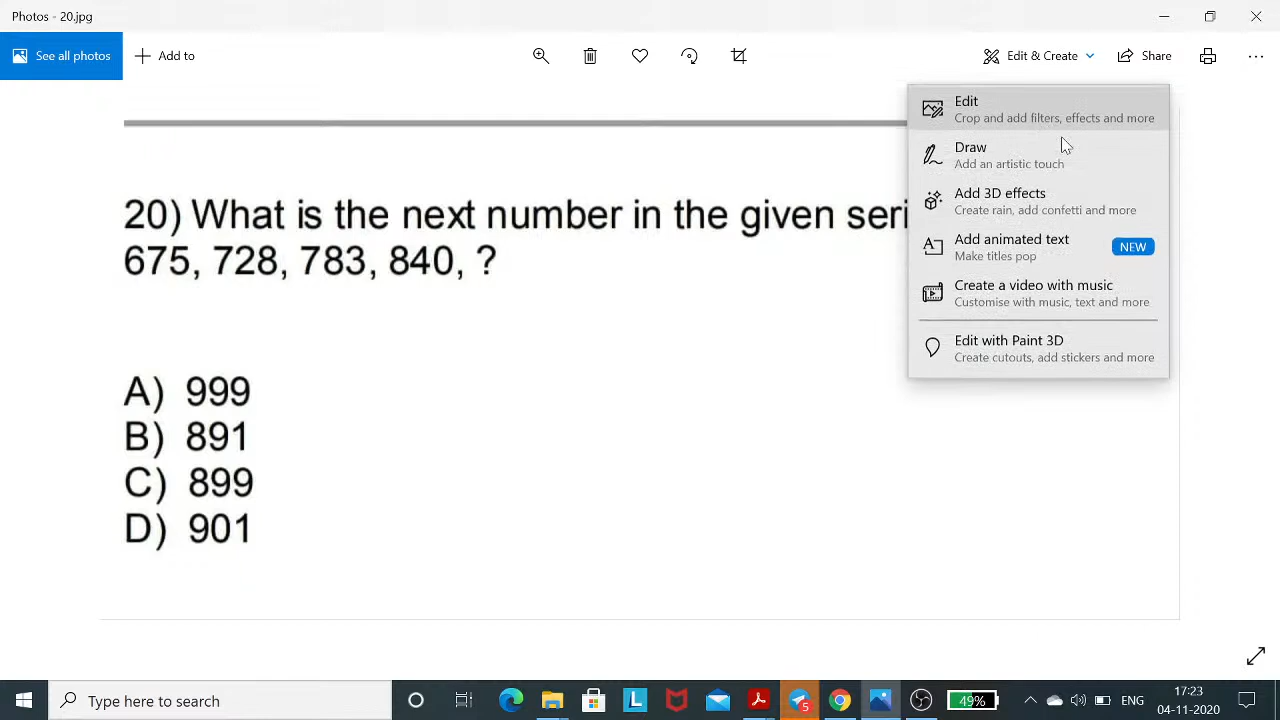 Photos - 20.jpg
See all photos
Add to
Edit & Create
Share
Edit
Crop and add filters, effects and more
Draw
Add an artistic touch
Add 3D effects
Create rain, add confetti and more
Add animated text
NEW
Make titles pop
Create a video with music
Customise with music, text and more
Edit with Paint 3D
Create cutouts, add stickers and more
20) What is the next number in the given seri
675, 728, 783, 840, ?
A) 999
B) 891
C) 899
D) 901
Type here to search
L
5
49%
ENG
17:23
04-11-2020